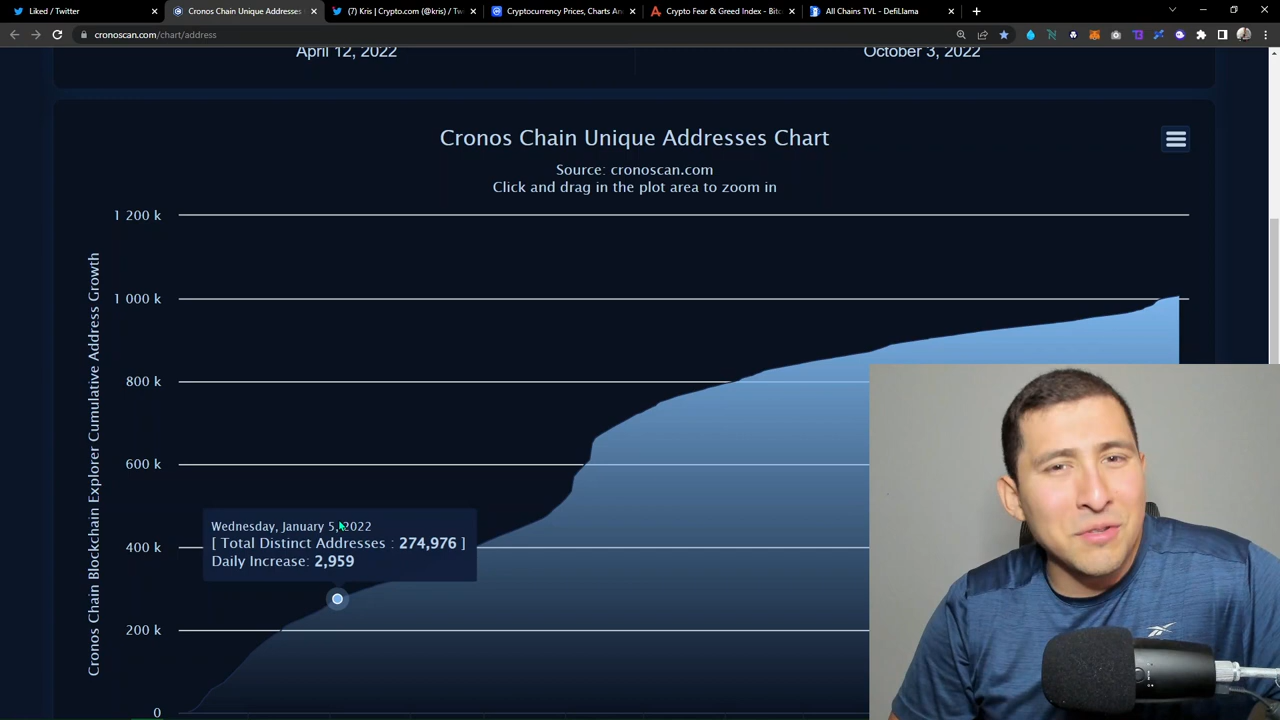 Liked / Twitter
Cronos Chain Unique Addresses
(7) Kris | Crypto.com (@kris) / Tw
Cryptocurrency Prices, Charts An
Crypto Fear & Greed Index - Bitc
All Chains TVL - DefiLlama
cronoscan.com/chart/address
April 12, 2022
October 3, 2022
Cronos Chain Unique Addresses Chart
Source: cronoscan.com
Click and drag in the plot area to zoom in
Cronos Chain Blockchain Explorer Cumulative Address Growth
1 200 k
1 000 k
800 k
600 k
400 k
200 k
0
Wednesday, January 5, 2022
[ Total Distinct Addresses : 274,976 ]
Daily Increase: 2,959